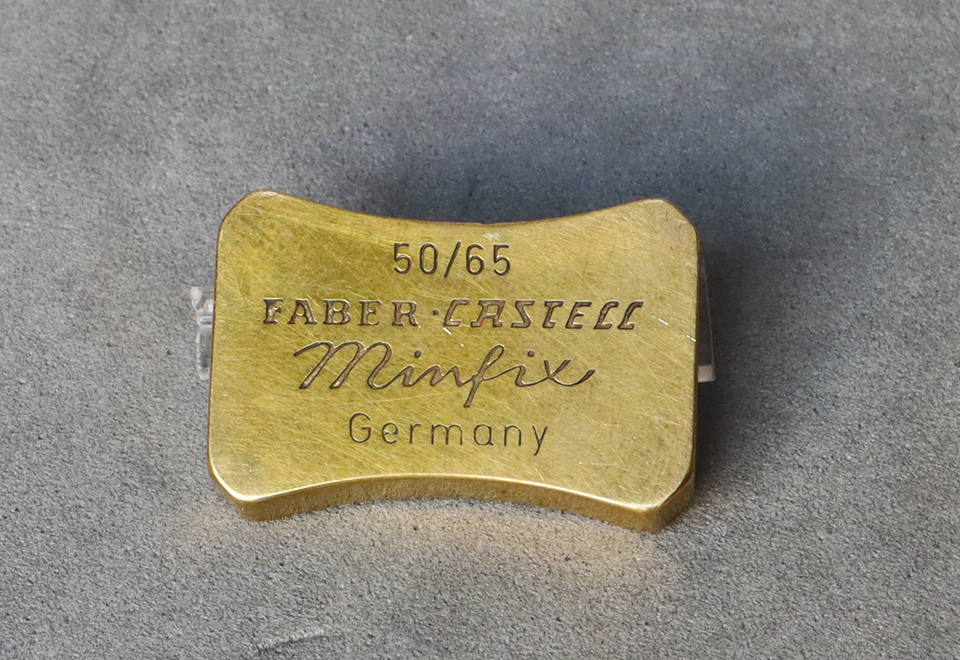 50/65
FABER·CASTELL
Minfix
Germany